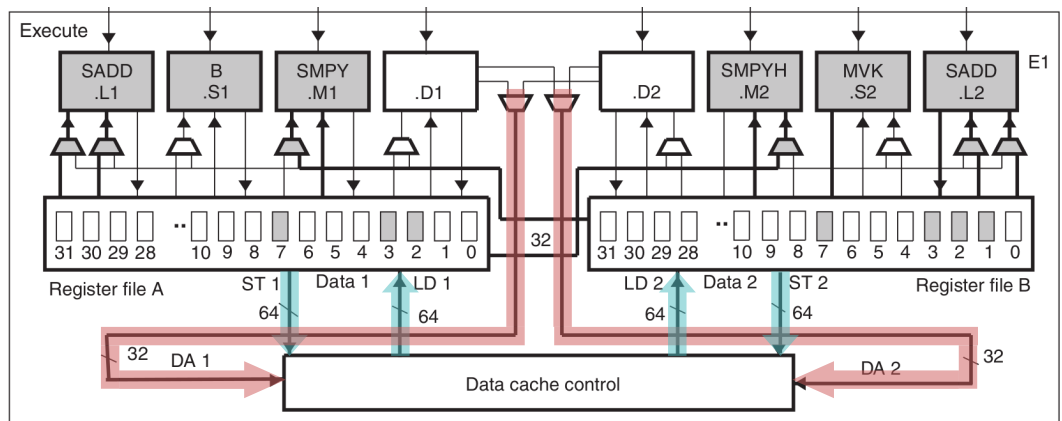 Execute
SADD B SMPY SMPYH MVK SADD E1
.L1 .S1 .M1 .D1 .D2 .M2 .S2 .L2
31 30 29 28 ·· 10 9 8 7 6 5 4 3 2 1 0 32 31 30 29 28 ·· 10 9 8 7 6 5 4 3 2 1 0
Register file A ST 1 Data 1 LD 1 LD 2 Data 2 ST 2 Register file B
64 64 64 64
32 DA 1 DA 2 32
Data cache control